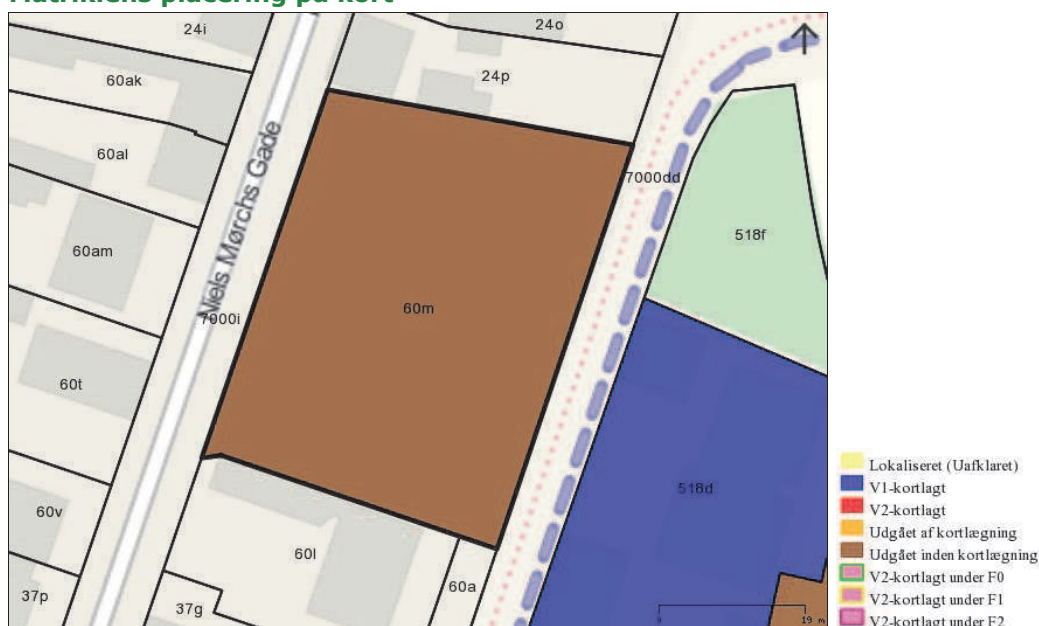 Matriklens placering på kort
24i
24o
60ak
24p
60al
Niels Mørchs Gade
7000dd
60am
518f
7000i
60m
60t
518d
60v
60l
60a
37p
37g
19 m
Lokaliseret (Uafklaret)
V1-kortlagt
V2-kortlagt
Udgået af kortlægning
Udgået inden kortlægning
V2-kortlagt under F0
V2-kortlagt under F1
V2-kortlagt under F2